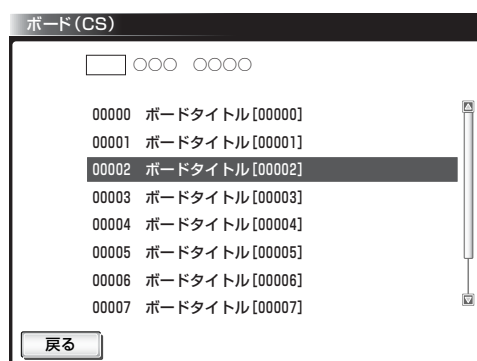 ボード(CS)
○○○ ○○○○
00000 ボードタイトル[00000]
00001 ボードタイトル[00001]
00002 ボードタイトル[00002]
00003 ボードタイトル[00003]
00004 ボードタイトル[00004]
00005 ボードタイトル[00005]
00006 ボードタイトル[00006]
00007 ボードタイトル[00007]
戻る